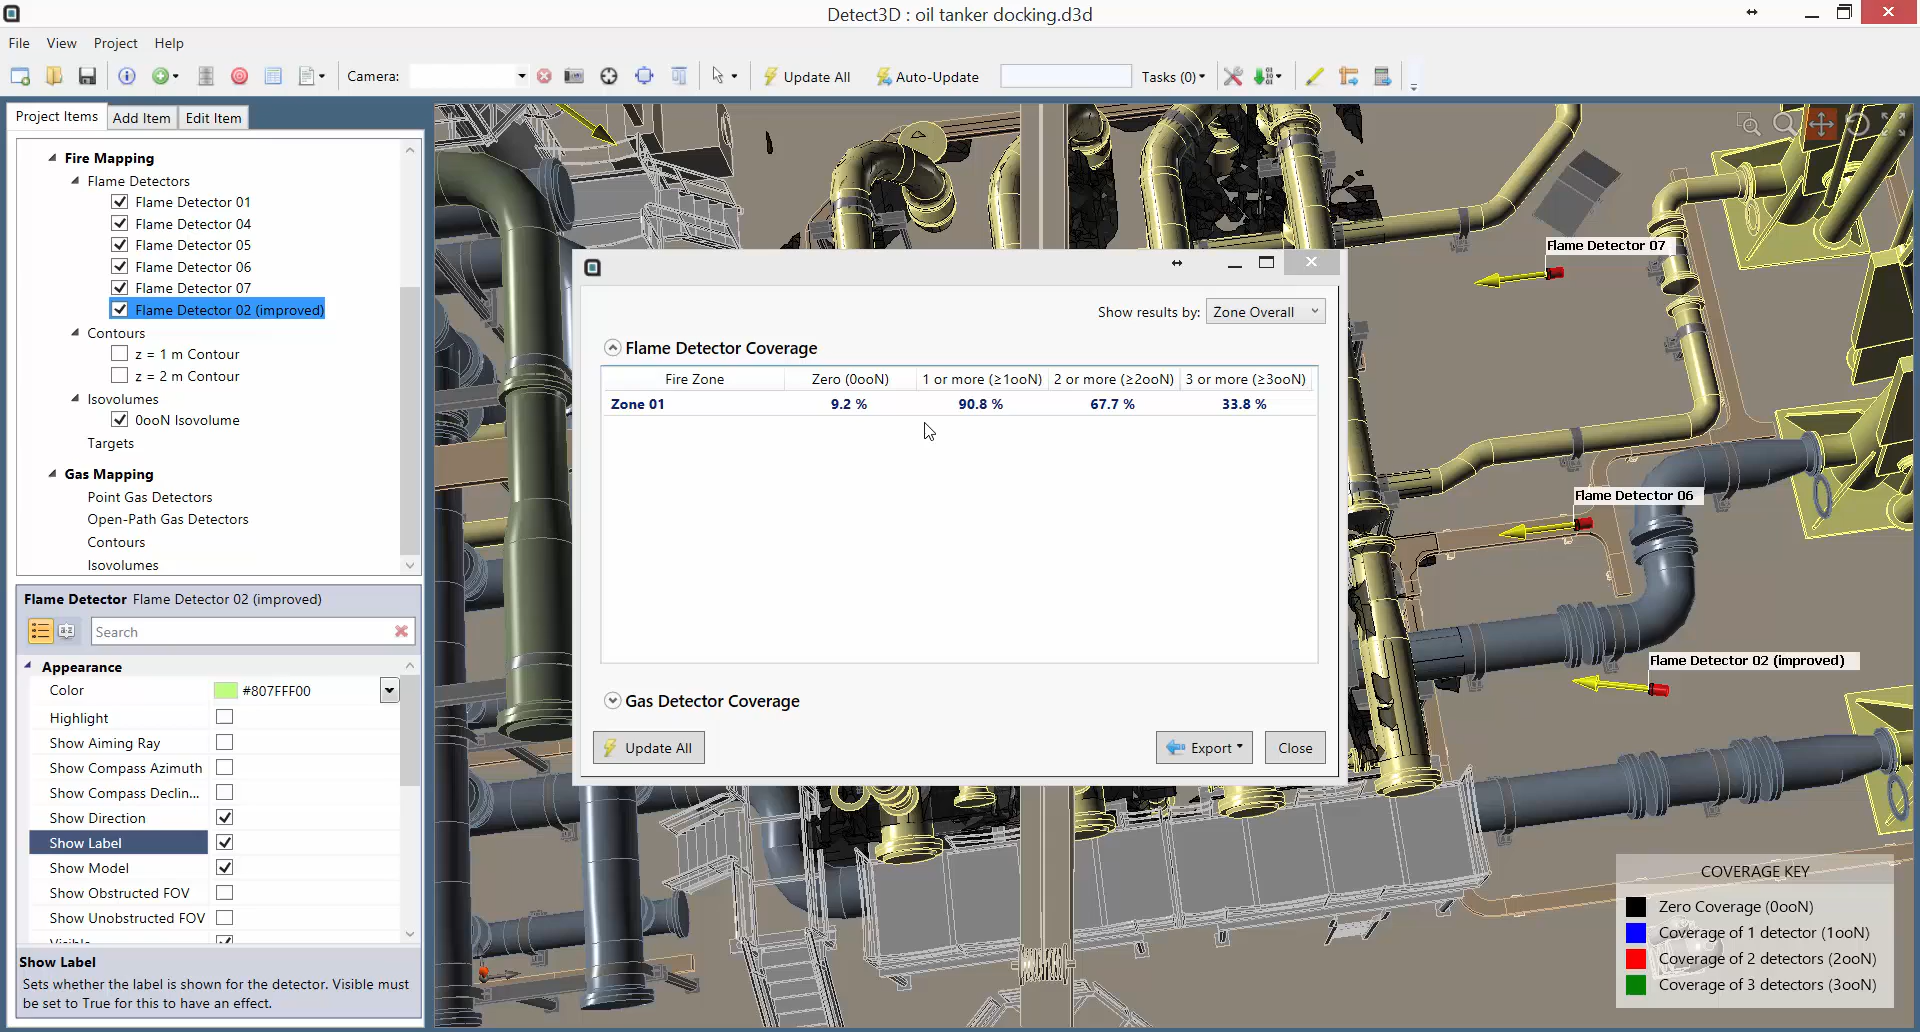 Detect3D : oil tanker docking.d3d
File View Project Help
Camera: Update All Auto-Update Tasks (0)
Project Items Add Item Edit Item
Fire Mapping
Flame Detectors
Flame Detector 01
Flame Detector 04
Flame Detector 05
Flame Detector 06
Flame Detector 07
Flame Detector 02 (improved)
Contours
z = 1 m Contour
z = 2 m Contour
Isovolumes
0ooN Isovolume
Targets
Gas Mapping
Point Gas Detectors
Open-Path Gas Detectors
Contours
Isovolumes
Flame Detector Flame Detector 02 (improved)
Search
Appearance
Color #807FFF00
Highlight
Show Aiming Ray
Show Compass Azimuth
Show Compass Declin...
Show Direction
Show Label
Show Model
Show Obstructed FOV
Show Unobstructed FOV
Visible
Show Label
Sets whether the label is shown for the detector. Visible must
be set to True for this to have an effect.
Show results by: Zone Overall
Flame Detector Coverage
Fire Zone Zero (0ooN) 1 or more (≥1ooN) 2 or more (≥2ooN) 3 or more (≥3ooN)
Zone 01 9.2 % 90.8 % 67.7 % 33.8 %
Gas Detector Coverage
Update All Export Close
Flame Detector 07
Flame Detector 06
Flame Detector 02 (improved)
COVERAGE KEY
Zero Coverage (0ooN)
Coverage of 1 detector (1ooN)
Coverage of 2 detectors (2ooN)
Coverage of 3 detectors (3ooN)